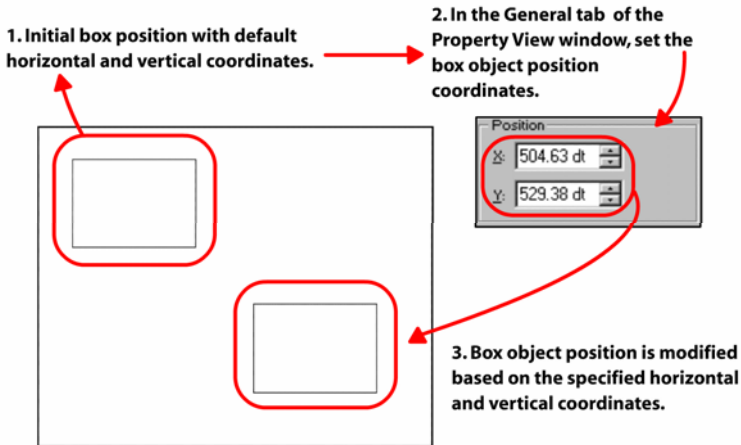 1. Initial box position with default
horizontal and vertical coordinates.
2. In the General tab of the
Property View window, set the
box object position
coordinates.
Position
X: 504.63 dt
Y: 529.38 dt
3. Box object position is modified
based on the specified horizontal
and vertical coordinates.